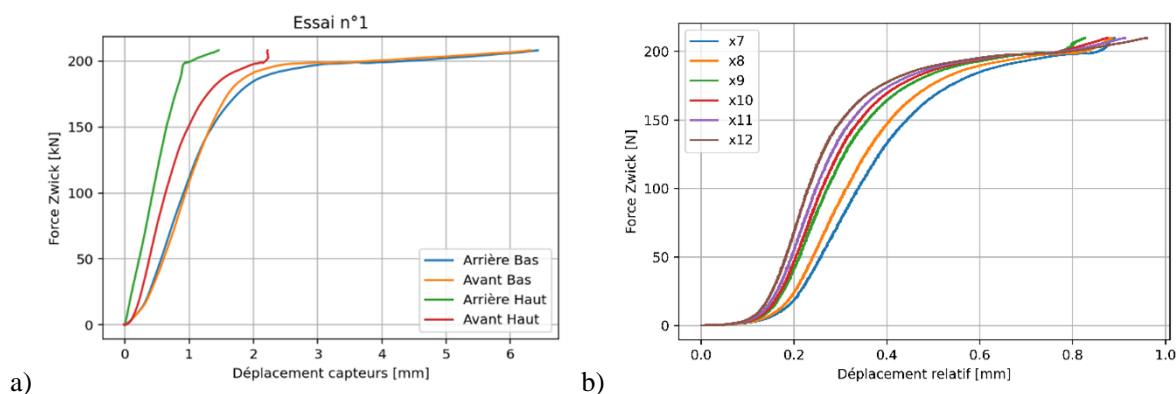 Essai n°1
200
150
100
50
0
Force Zwick [kN]
Arrière Bas
Avant Bas
Arrière Haut
Avant Haut
0 1 2 3 4 5 6
Déplacement capteurs [mm]
a)
x7
x8
x9
x10
x11
x12
200
150
100
50
0
Force Zwick [N]
0.0 0.2 0.4 0.6 0.8 1.0
Déplacement relatif [mm]
b)